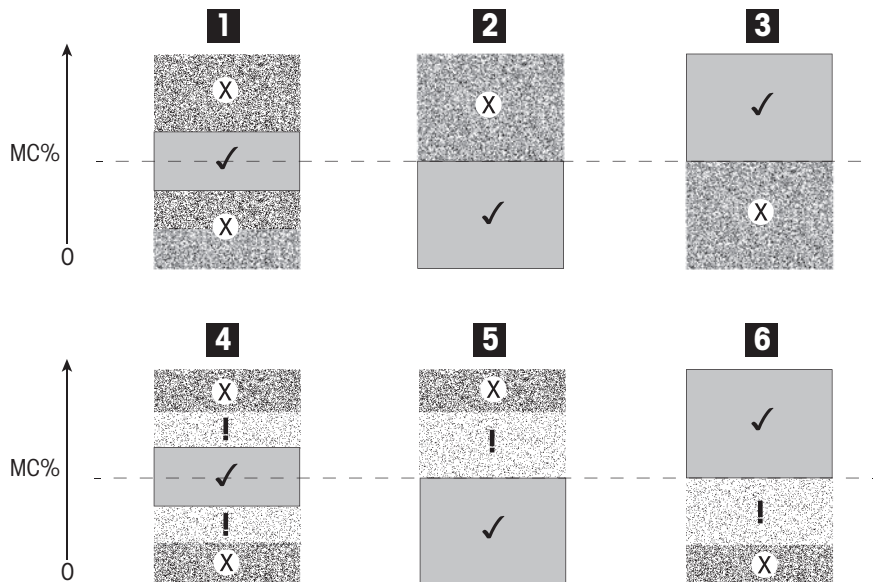 1 2 3
X X ✓
MC% ✓
✓ X
X
0
4 5 6
X X ✓
! !
MC% ✓
! ✓ !
X X
0